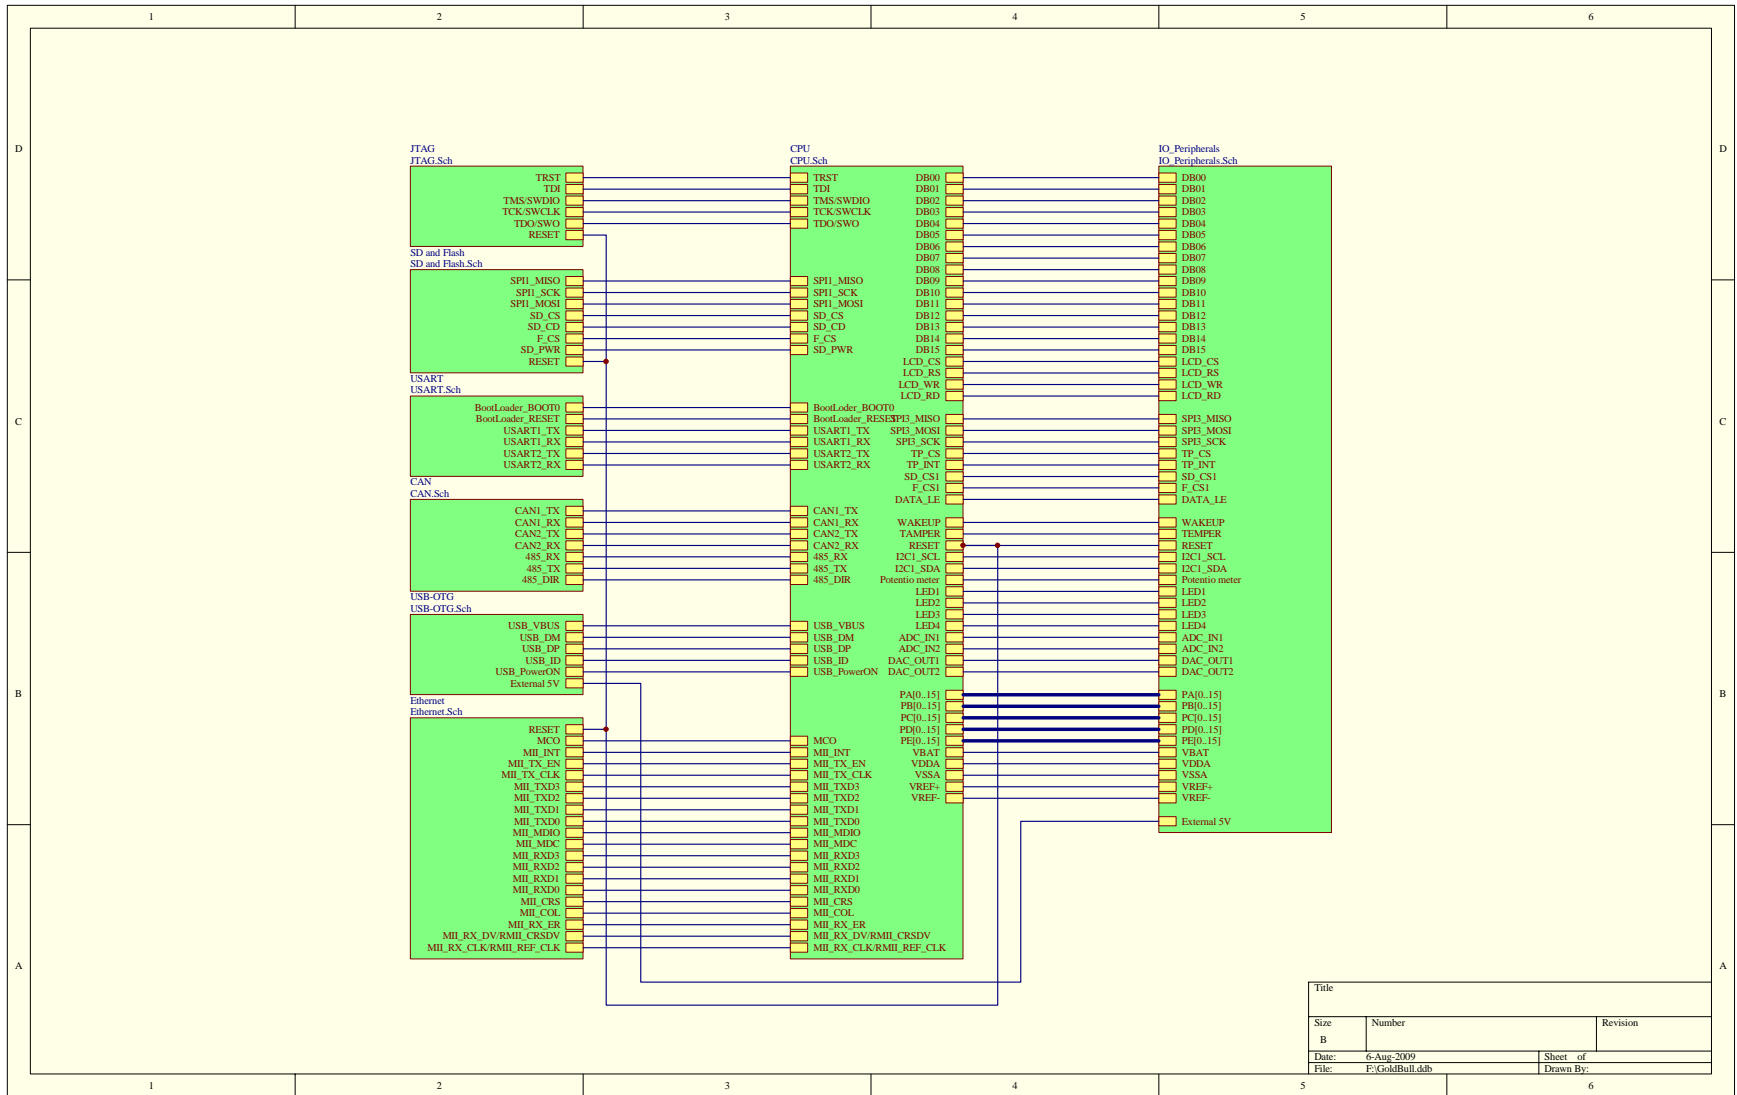 1 2 3 4 5 6
D
C
B
A
JTAG
JTAG.Sch
TRST
TDI
TMS/SWDIO
TCK/SWCLK
TDO/SWO
RESET
SD and Flash
SD and Flash.Sch
SPI1_MISO
SPI1_SCK
SPI1_MOSI
SD_CS
SD_CD
F_CS
SD_PWR
RESET
USART
USART.Sch
BootLoader_BOOT0
BootLoader_RESET
USART1_TX
USART1_RX
USART2_TX
USART2_RX
CAN
CAN.Sch
CAN1_TX
CAN1_RX
CAN2_TX
CAN2_RX
485_RX
485_TX
485_DIR
USB-OTG
USB-OTG.Sch
USB_VBUS
USB_DM
USB_DP
USB_ID
USB_PowerON
External 5V
Ethernet
Ethernet.Sch
RESET
MCO
MII_INT
MII_TX_EN
MII_TX_CLK
MII_TXD3
MII_TXD2
MII_TXD1
MII_TXD0
MII_MDIO
MII_MDC
MII_RXD3
MII_RXD2
MII_RXD1
MII_RXD0
MII_CRS
MII_COL
MII_RX_ER
MII_RX_DV/RMII_CRSDV
MII_RX_CLK/RMII_REF_CLK
CPU
CPU.Sch
TRST
TDI
TMS/SWDIO
TCK/SWCLK
TDO/SWO
SPI1_MISO
SPI1_SCK
SPI1_MOSI
SD_CS
SD_CD
F_CS
SD_PWR
BootLoder_BOOT0
BootLoader_RESET
USART1_TX
USART1_RX
USART2_TX
USART2_RX
CAN1_TX
CAN1_RX
CAN2_TX
CAN2_RX
485_RX
485_TX
485_DIR
USB_VBUS
USB_DM
USB_DP
USB_ID
USB_PowerON
MCO
MII_INT
MII_TX_EN
MII_TX_CLK
MII_TXD3
MII_TXD2
MII_TXD1
MII_TXD0
MII_MDIO
MII_MDC
MII_RXD3
MII_RXD2
MII_RXD1
MII_RXD0
MII_CRS
MII_COL
MII_RX_ER
MII_RX_DV/RMII_CRSDV
MII_RX_CLK/RMII_REF_CLK
DB00
DB01
DB02
DB03
DB04
DB05
DB06
DB07
DB08
DB09
DB10
DB11
DB12
DB13
DB14
DB15
LCD_CS
LCD_RS
LCD_WR
LCD_RD
SPI3_MISO
SPI3_MOSI
SPI3_SCK
TP_CS
TP_INT
SD_CS1
F_CS1
DATA_LE
WAKEUP
TAMPER
RESET
I2C1_SCL
I2C1_SDA
Potentio meter
LED1
LED2
LED3
LED4
ADC_IN1
ADC_IN2
DAC_OUT1
DAC_OUT2
PA[0..15]
PB[0..15]
PC[0..15]
PD[0..15]
PE[0..15]
VBAT
VDDA
VSSA
VREF+
VREF-
IO_Peripherals
IO_Peripherals.Sch
DB00
DB01
DB02
DB03
DB04
DB05
DB06
DB07
DB08
DB09
DB10
DB11
DB12
DB13
DB14
DB15
LCD_CS
LCD_RS
LCD_WR
LCD_RD
SPI3_MISO
SPI3_MOSI
SPI3_SCK
TP_CS
TP_INT
SD_CS1
F_CS1
DATA_LE
WAKEUP
TEMPER
RESET
I2C1_SCL
I2C1_SDA
Potentio meter
LED1
LED2
LED3
LED4
ADC_IN1
ADC_IN2
DAC_OUT1
DAC_OUT2
PA[0..15]
PB[0..15]
PC[0..15]
PD[0..15]
PE[0..15]
VBAT
VDDA
VSSA
VREF+
VREF-
External 5V
D
C
B
A
Title
Size Number Revision
B
Date: 6-Aug-2009 Sheet of
File: F:\GoldBull.ddb Drawn By:
1 2 3 4 5 6